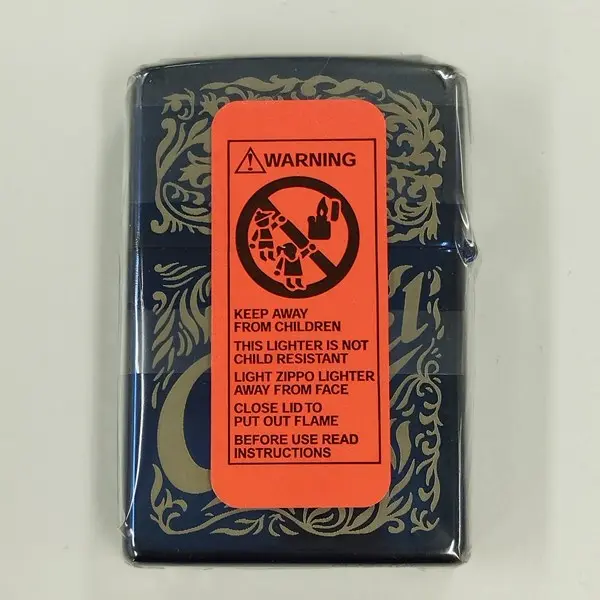 WARNING
KEEP AWAY
FROM CHILDREN
THIS LIGHTER IS NOT
CHILD RESISTANT
LIGHT ZIPPO LIGHTER
AWAY FROM FACE
CLOSE LID TO
PUT OUT FLAME
BEFORE USE READ
INSTRUCTIONS